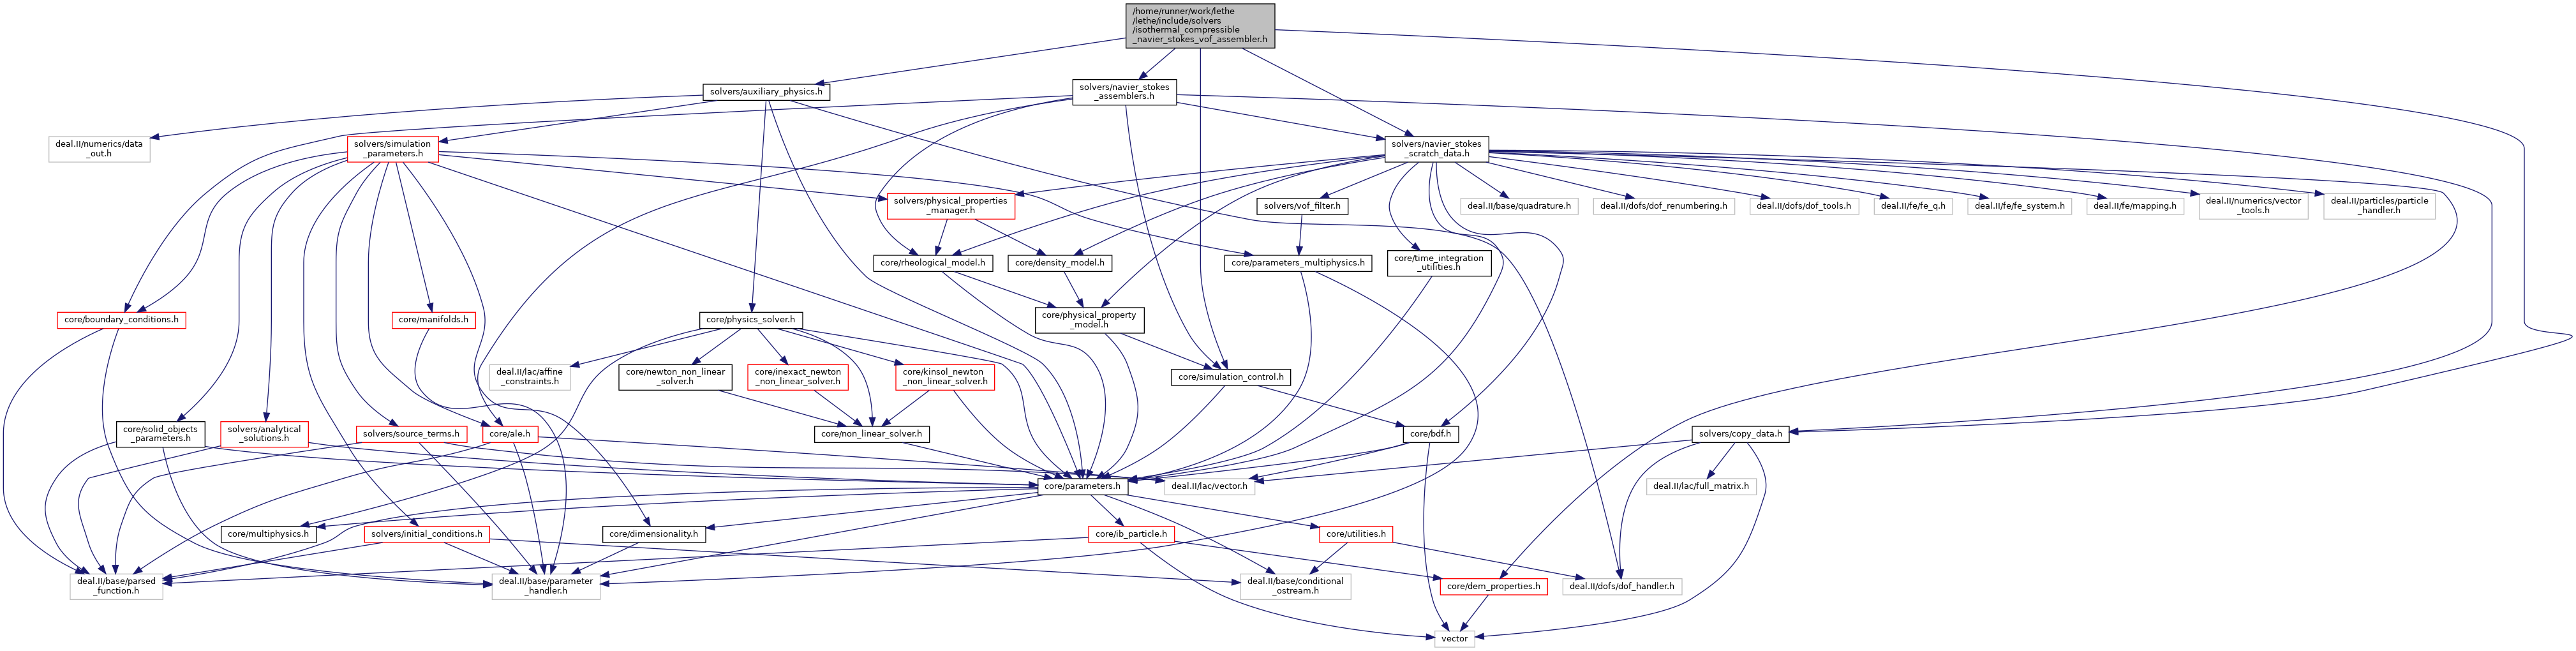 /home/runner/work/lethe
/lethe/include/solvers
/isothermal_compressible
_navier_stokes_vof_assembler.h
solvers/auxiliary_physics.h
solvers/navier_stokes
_assemblers.h
deal.II/numerics/data
_out.h
solvers/simulation
_parameters.h
solvers/navier_stokes
_scratch_data.h
solvers/physical_properties
_manager.h
solvers/vof_filter.h
deal.II/base/quadrature.h
deal.II/dofs/dof_renumbering.h
deal.II/dofs/dof_tools.h
deal.II/fe/fe_q.h
deal.II/fe/fe_system.h
deal.II/fe/mapping.h
deal.II/numerics/vector
_tools.h
deal.II/particles/particle
_handler.h
core/rheological_model.h
core/density_model.h
core/parameters_multiphysics.h
core/time_integration
_utilities.h
core/boundary_conditions.h
core/manifolds.h
core/physics_solver.h
core/physical_property
_model.h
deal.II/lac/affine
_constraints.h
core/newton_non_linear
_solver.h
core/inexact_newton
_non_linear_solver.h
core/kinsol_newton
_non_linear_solver.h
core/simulation_control.h
core/solid_objects
_parameters.h
solvers/analytical
_solutions.h
solvers/source_terms.h
core/ale.h
core/non_linear_solver.h
core/bdf.h
solvers/copy_data.h
core/parameters.h
deal.II/lac/vector.h
deal.II/lac/full_matrix.h
core/multiphysics.h
solvers/initial_conditions.h
core/dimensionality.h
core/ib_particle.h
core/utilities.h
deal.II/base/parsed
_function.h
deal.II/base/parameter
_handler.h
deal.II/base/conditional
_ostream.h
core/dem_properties.h
deal.II/dofs/dof_handler.h
vector